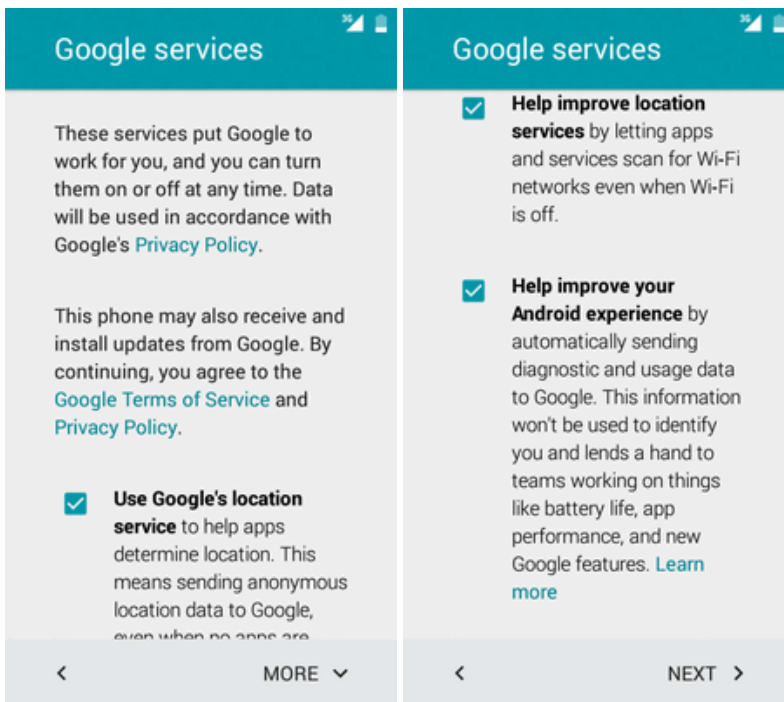 3G
Google services
These services put Google to
work for you, and you can turn
them on or off at any time. Data
will be used in accordance with
Google's Privacy Policy.
This phone may also receive and
install updates from Google. By
continuing, you agree to the
Google Terms of Service and
Privacy Policy.
Use Google's location
service to help apps
determine location. This
means sending anonymous
location data to Google,
even when no apps are
MORE
3G
Google services
Help improve location
services by letting apps
and services scan for Wi-Fi
networks even when Wi-Fi
is off.
Help improve your
Android experience by
automatically sending
diagnostic and usage data
to Google. This information
won't be used to identify
you and lends a hand to
teams working on things
like battery life, app
performance, and new
Google features. Learn
more
NEXT